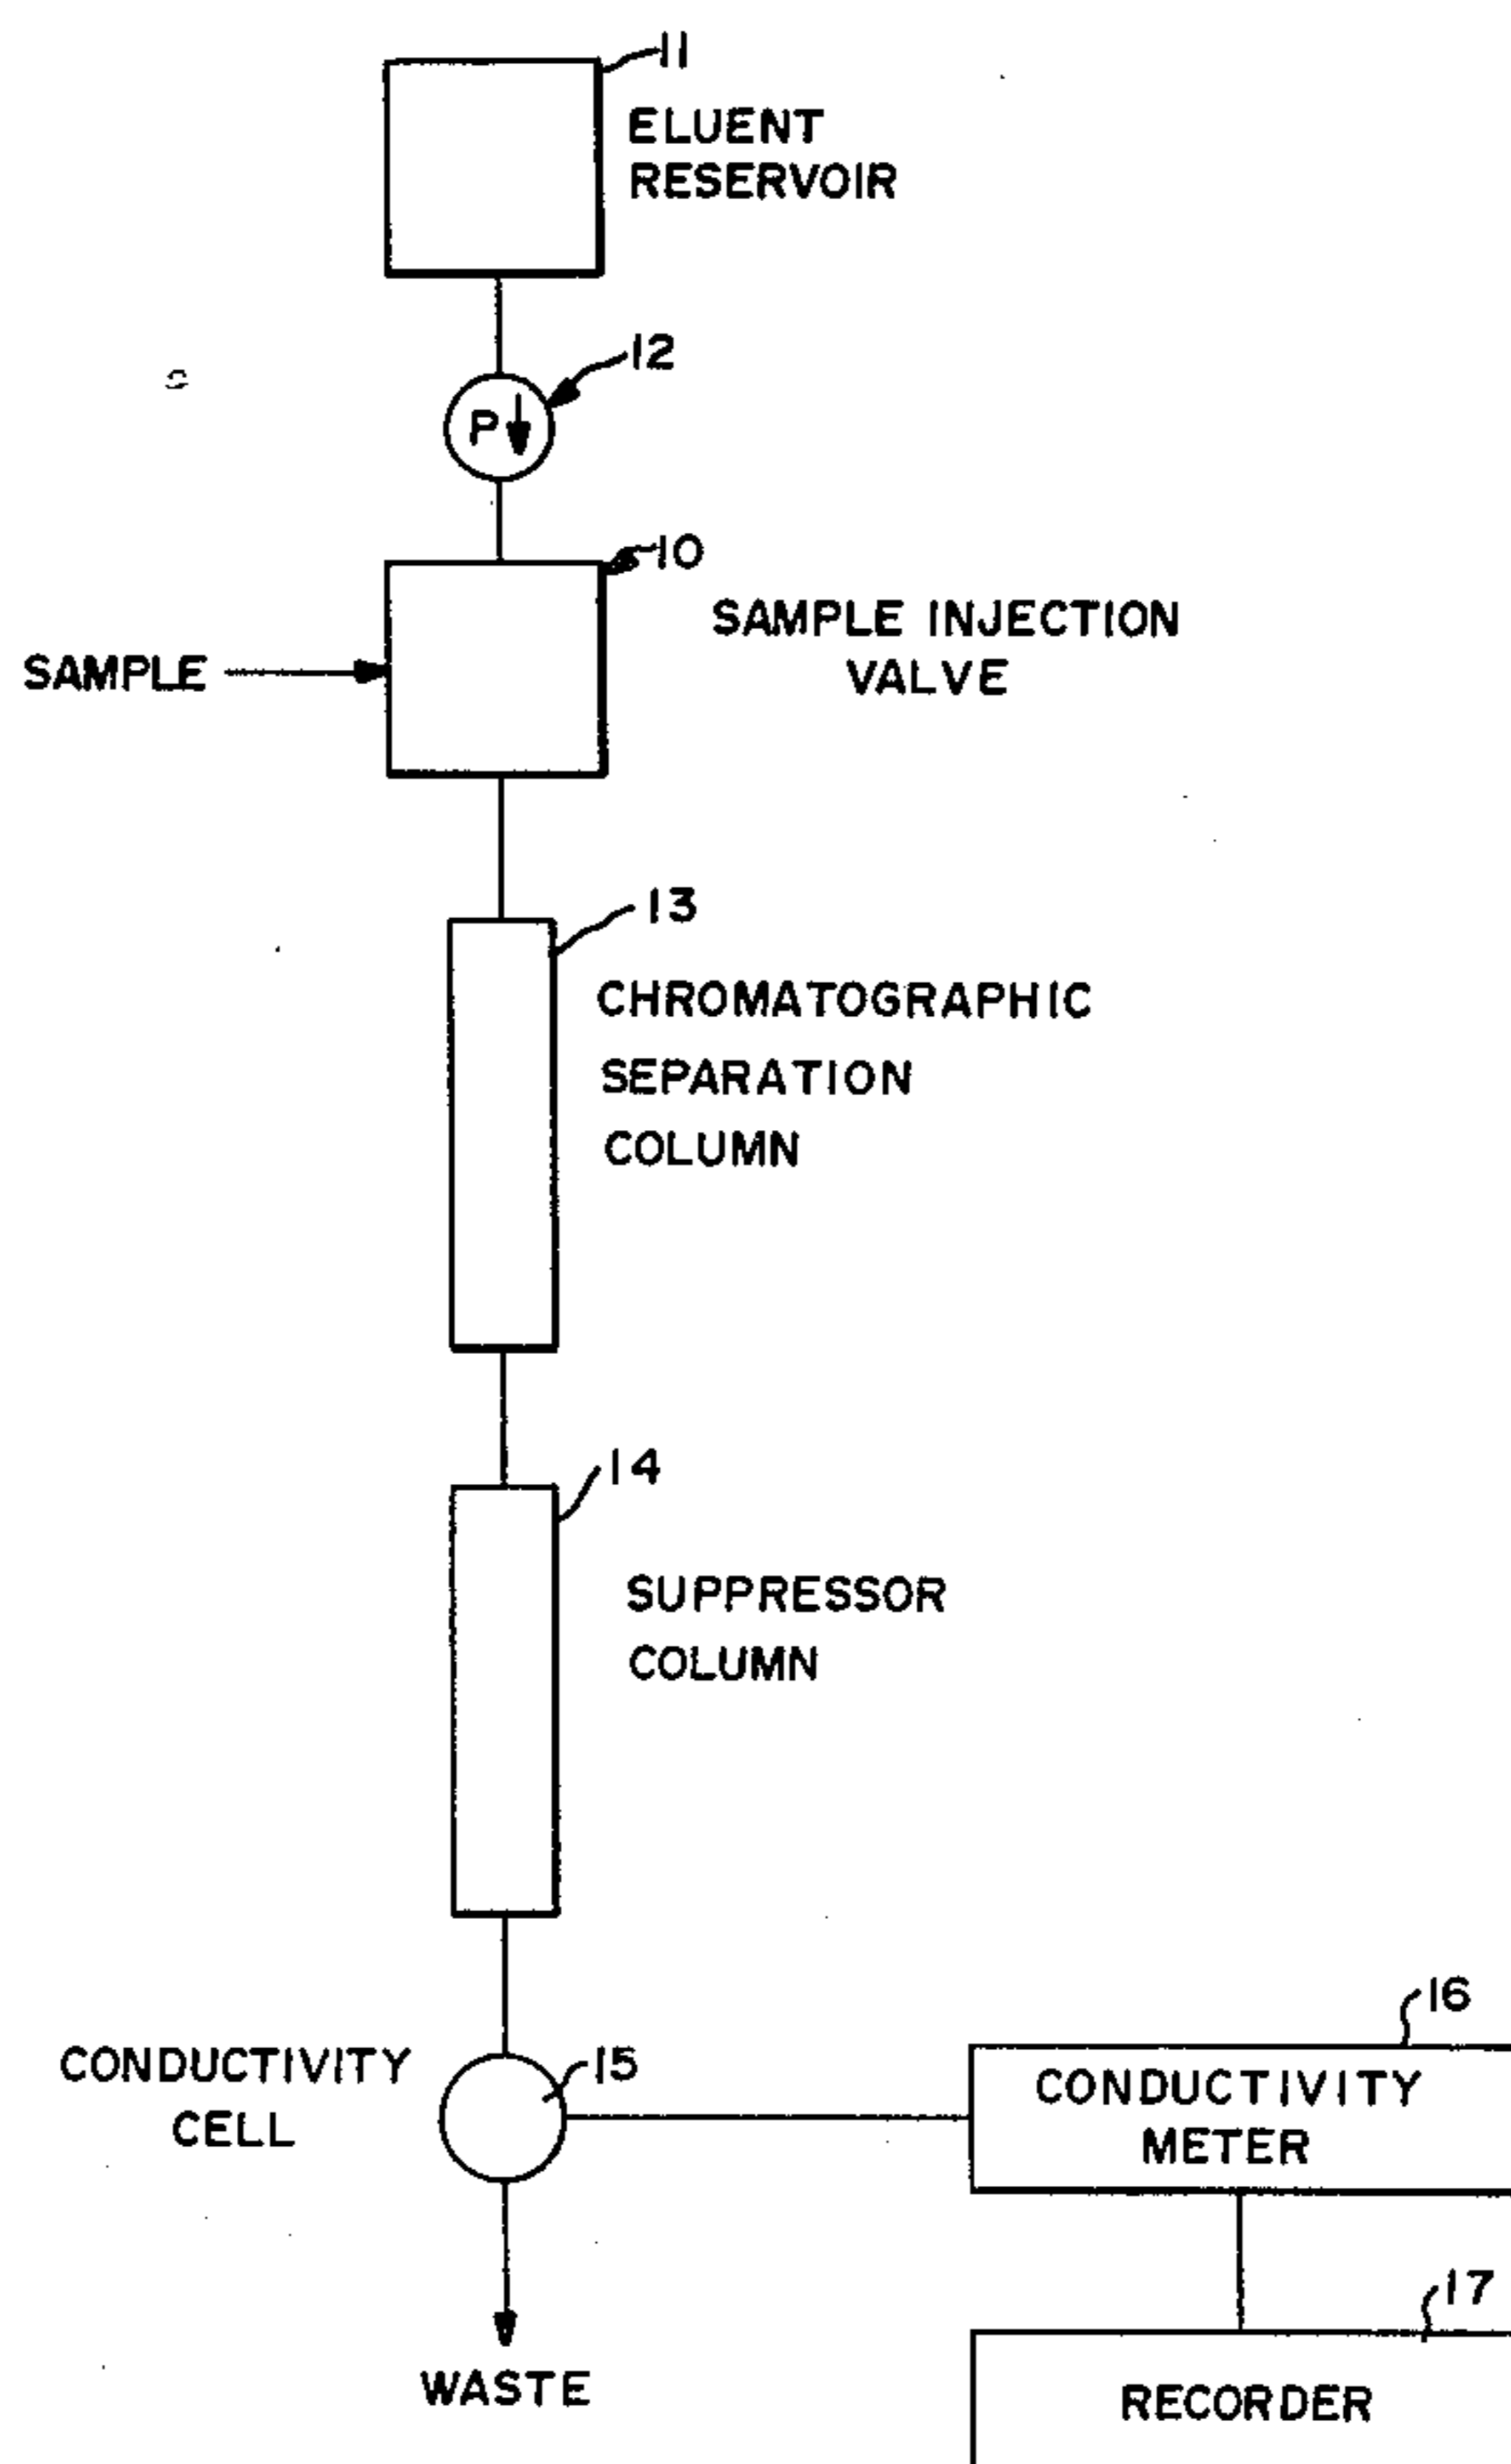 11
ELUENT
RESERVOIR
12
P
10
SAMPLE INJECTION
VALVE
SAMPLE
13
CHROMATOGRAPHIC
SEPARATION
COLUMN
14
SUPPRESSOR
COLUMN
16
CONDUCTIVITY
CELL
15
CONDUCTIVITY
METER
17
WASTE
RECORDER